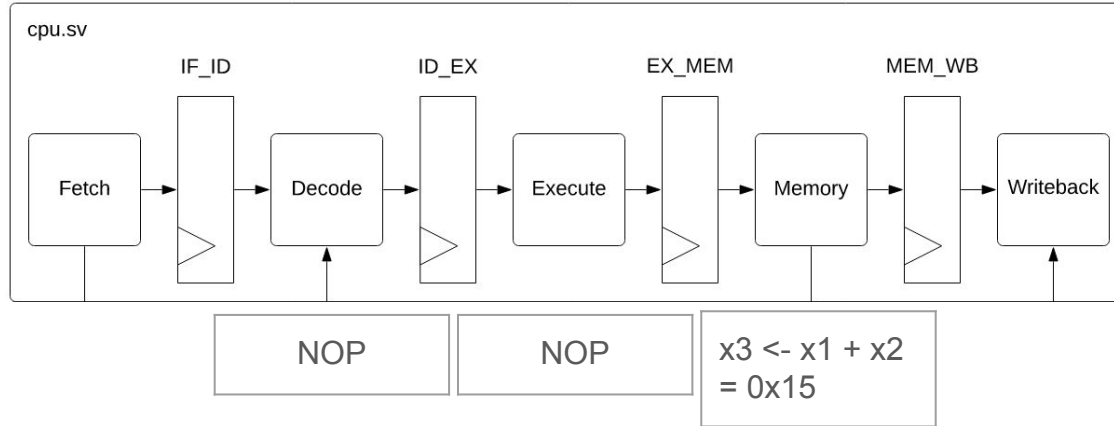 cpu.sv
IF_ID
ID_EX
EX_MEM
MEM_WB
Fetch
Decode
Execute
Memory
Writeback
NOP
NOP
x3 <- x1 + x2
= 0x15